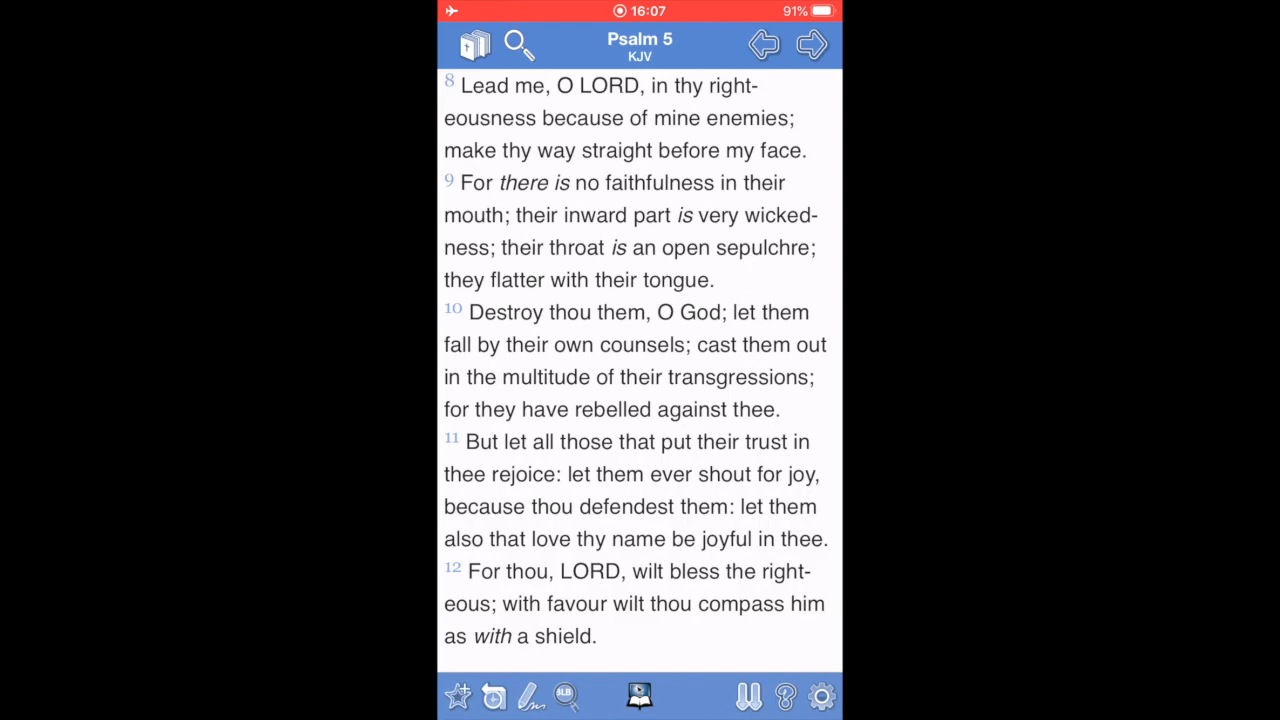 16:07
91%
Psalm 5
KJV
8 Lead me, O LORD, in thy right-
eousness because of mine enemies;
make thy way straight before my face.
9 For there is no faithfulness in their
mouth; their inward part is very wicked-
ness; their throat is an open sepulchre;
they flatter with their tongue.
10 Destroy thou them, O God; let them
fall by their own counsels; cast them out
in the multitude of their transgressions;
for they have rebelled against thee.
11 But let all those that put their trust in
thee rejoice: let them ever shout for joy,
because thou defendest them: let them
also that love thy name be joyful in thee.
12 For thou, LORD, wilt bless the right-
eous; with favour wilt thou compass him
as with a shield.
BLB